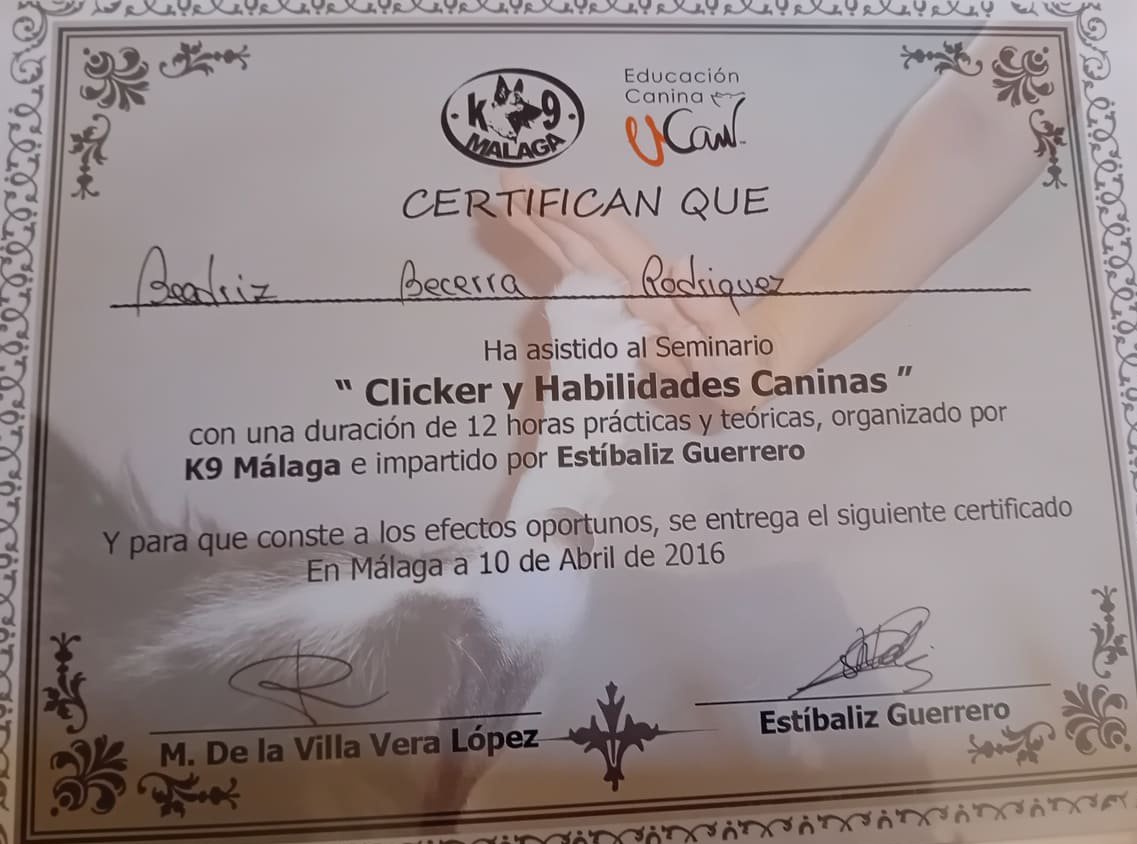 K9
MALAGA
Educación
Canina
UCan
CERTIFICAN QUE
Beatriz Becerra Rodriguez
Ha asistido al Seminario
" Clicker y Habilidades Caninas "
con una duración de 12 horas prácticas y teóricas, organizado por
K9 Málaga e impartido por Estíbaliz Guerrero
Y para que conste a los efectos oportunos, se entrega el siguiente certificado
En Málaga a 10 de Abril de 2016
M. De la Villa Vera López
Estíbaliz Guerrero